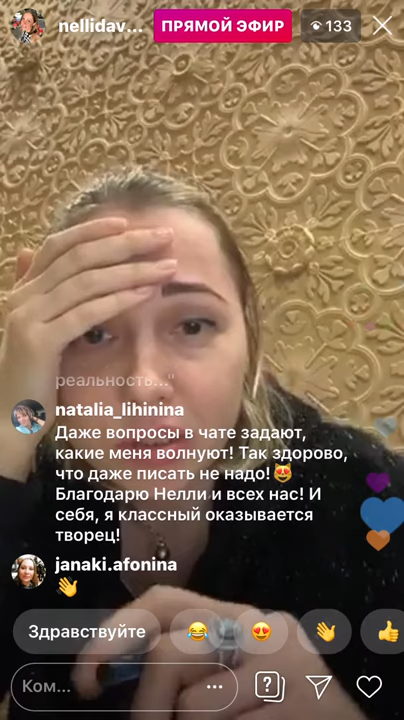 nellidav...
ПРЯМОЙ ЭФИР
133
реальность..."
natalia_lihinina
Даже вопросы в чате задают,
какие меня волнуют! Так здорово,
что даже писать не надо!😻
Благодарю Нелли и всех нас! И
себя, я классный оказывается
творец!
janaki.afonina
👋
Здравствуйте 😂 😍 👋 👍
Ком...